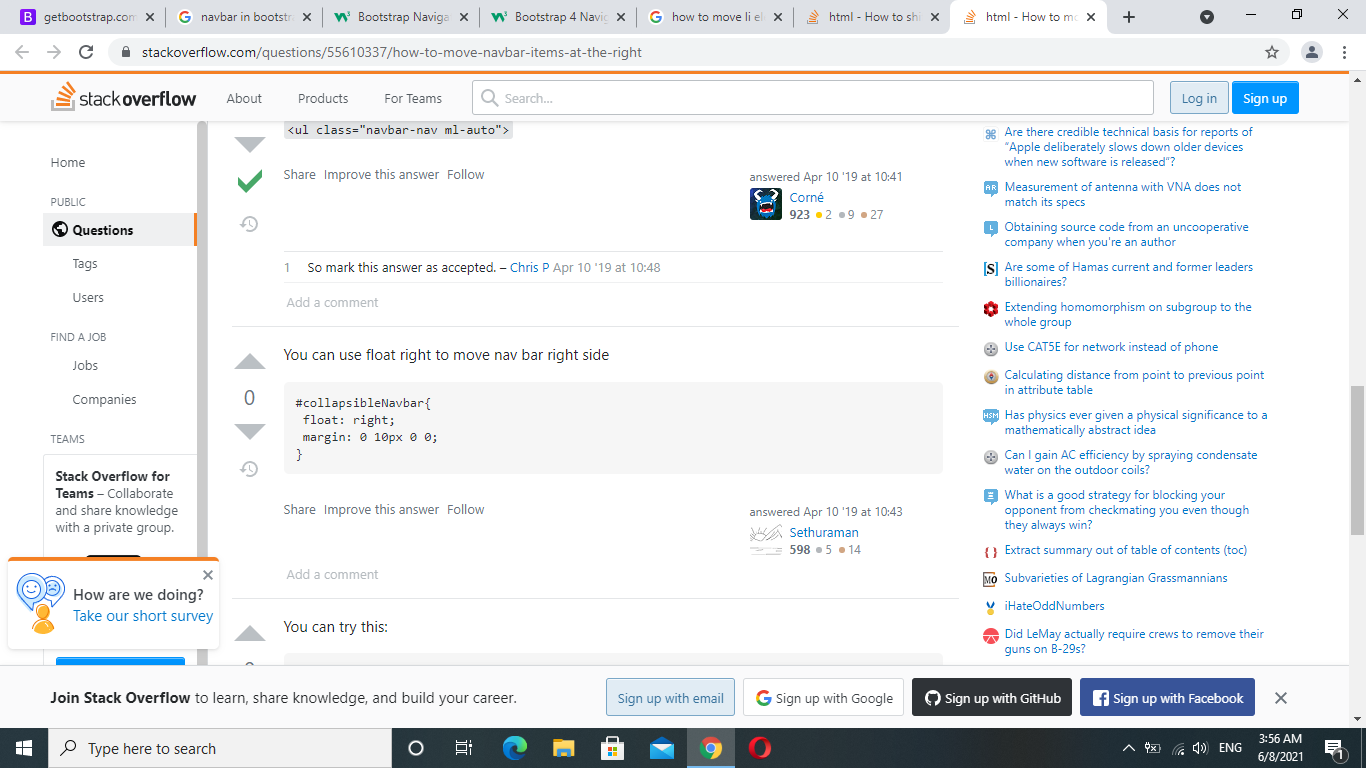 getbootstrap.com
navbar in bootstr
Bootstrap Naviga
Bootstrap 4 Navig
how to move li el
html - How to shi
html - How to mo
stackoverflow.com/questions/55610337/how-to-move-navbar-items-at-the-right
stackoverflow
About
Products
For Teams
Search...
Log in
Sign up
Home
PUBLIC
Questions
Tags
Users
FIND A JOB
Jobs
Companies
TEAMS
Stack Overflow for
Teams – Collaborate
and share knowledge
with a private group.
How are we doing?
Take our short survey
<ul class="navbar-nav ml-auto">
Share Improve this answer Follow
answered Apr 10 '19 at 10:41
Corné
923 2 9 27
1 So mark this answer as accepted. – Chris P Apr 10 '19 at 10:48
Add a comment
You can use float right to move nav bar right side
0
#collapsibleNavbar{
float: right;
margin: 0 10px 0 0;
}
Share Improve this answer Follow
answered Apr 10 '19 at 10:43
Sethuraman
598 5 14
Add a comment
You can try this:
Are there credible technical basis for reports of
"Apple deliberately slows down older devices
when new software is released"?
AR
Measurement of antenna with VNA does not
match its specs
L
Obtaining source code from an uncooperative
company when you're an author
[S]
Are some of Hamas current and former leaders
billionaires?
Extending homomorphism on subgroup to the
whole group
Use CAT5E for network instead of phone
Calculating distance from point to previous point
in attribute table
HSM
Has physics ever given a physical significance to a
mathematically abstract idea
Can I gain AC efficiency by spraying condensate
water on the outdoor coils?
What is a good strategy for blocking your
opponent from checkmating you even though
they always win?
{}
Extract summary out of table of contents (toc)
MO
Subvarieties of Lagrangian Grassmannians
iHateOddNumbers
Did LeMay actually require crews to remove their
guns on B-29s?
Join Stack Overflow to learn, share knowledge, and build your career.
Sign up with email
Sign up with Google
Sign up with GitHub
Sign up with Facebook
Type here to search
ENG
3:56 AM
6/8/2021
1